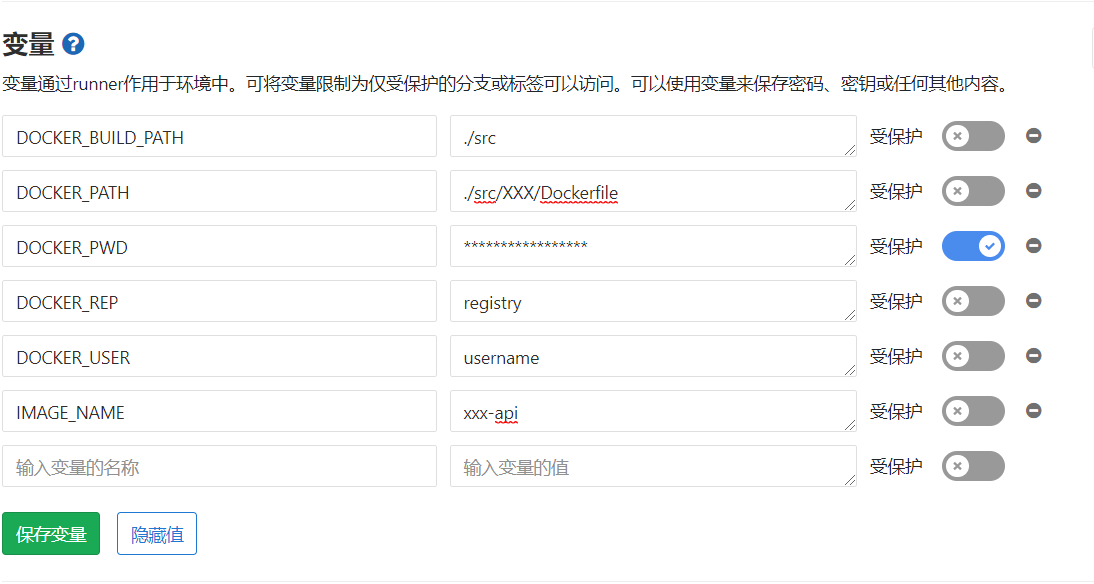 变量 ?
变量通过runner作用于环境中。可将变量限制为仅受保护的分支或标签可以访问。可以使用变量来保存密码、密钥或任何其他内容。
DOCKER_BUILD_PATH ./src 受保护
DOCKER_PATH ./src/XXX/Dockerfile 受保护
DOCKER_PWD ***************** 受保护
DOCKER_REP registry 受保护
DOCKER_USER username 受保护
IMAGE_NAME xxx-api 受保护
输入变量的名称 输入变量的值 受保护
保存变量 隐藏值